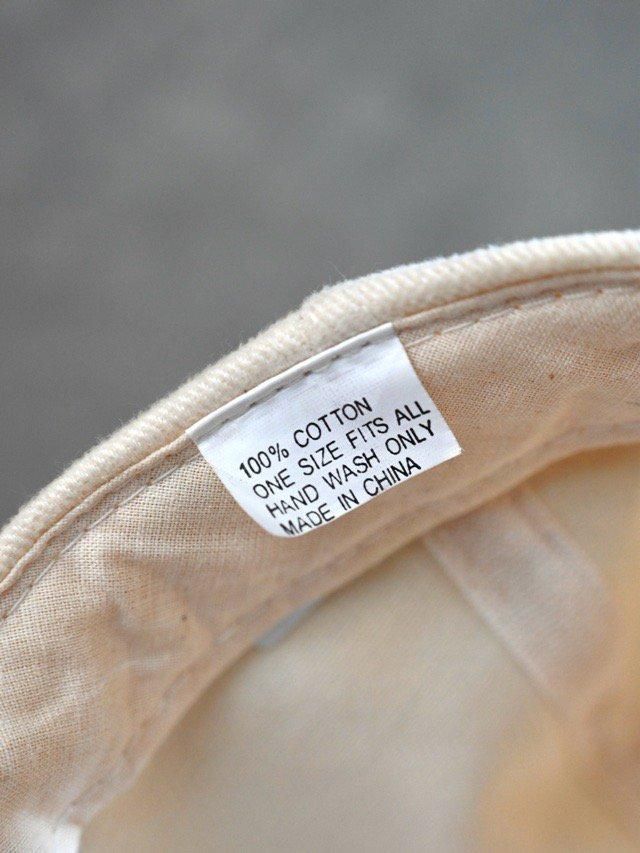 100% COTTON
ONE SIZE FITS ALL
HAND WASH ONLY
MADE IN CHINA